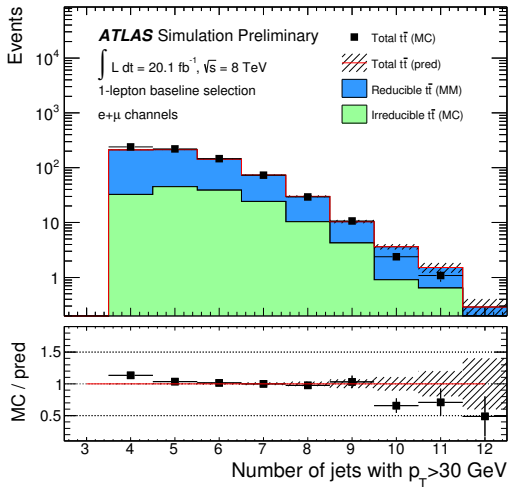 Events
10⁴
10³
10²
10
1
ATLAS Simulation Preliminary
∫ L dt = 20.1 fb⁻¹, √s = 8 TeV
1-lepton baseline selection
e+μ channels
Total tt̄ (MC)
Total tt̄ (pred)
Reducible tt̄ (MM)
Irreducible tt̄ (MC)
MC / pred
1.5
1
0.5
3 4 5 6 7 8 9 10 11 12
Number of jets with p_T>30 GeV